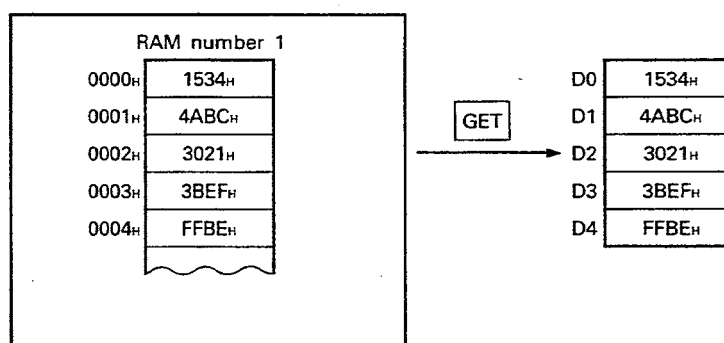 RAM number 1
0000H 1534H D0 1534H
0001H 4ABCH D1 4ABCH
GET
0002H 3021H D2 3021H
0003H 3BEFH D3 3BEFH
0004H FFBEH D4 FFBEH